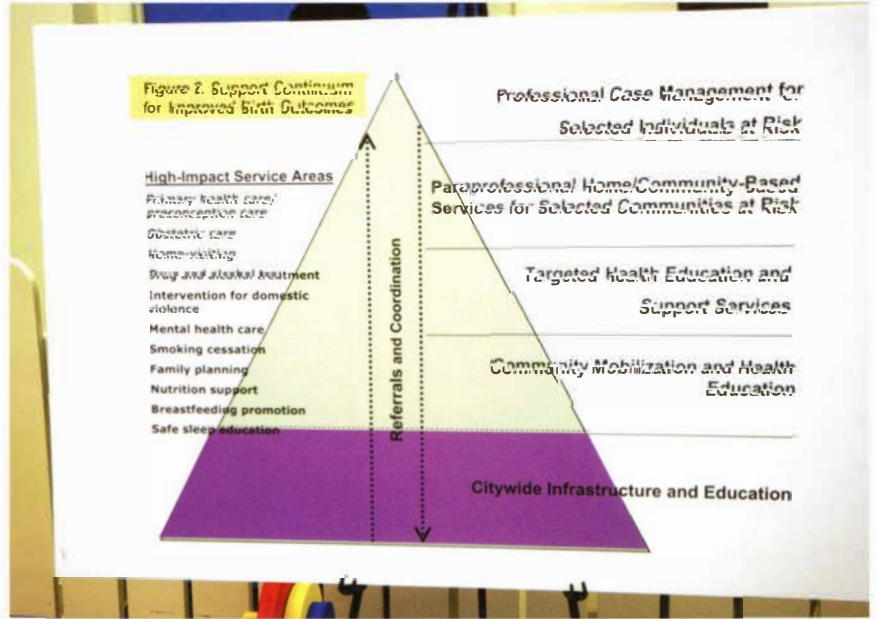 Figure 2. Support Continuum
for Improved Birth Outcomes
High-Impact Service Areas
Primary health care/
preconception care
Obstetric care
Home-visiting
Drug and alcohol treatment
Intervention for domestic
violence
Mental health care
Smoking cessation
Family planning
Nutrition support
Breastfeeding promotion
Safe sleep education
Referrals and Coordination
Professional Case Management for
Selected Individuals at Risk
Paraprofessional Home/Community-Based
Services for Selected Communities at Risk
Targeted Health Education and
Support Services
Community Mobilization and Health
Education
Citywide Infrastructure and Education